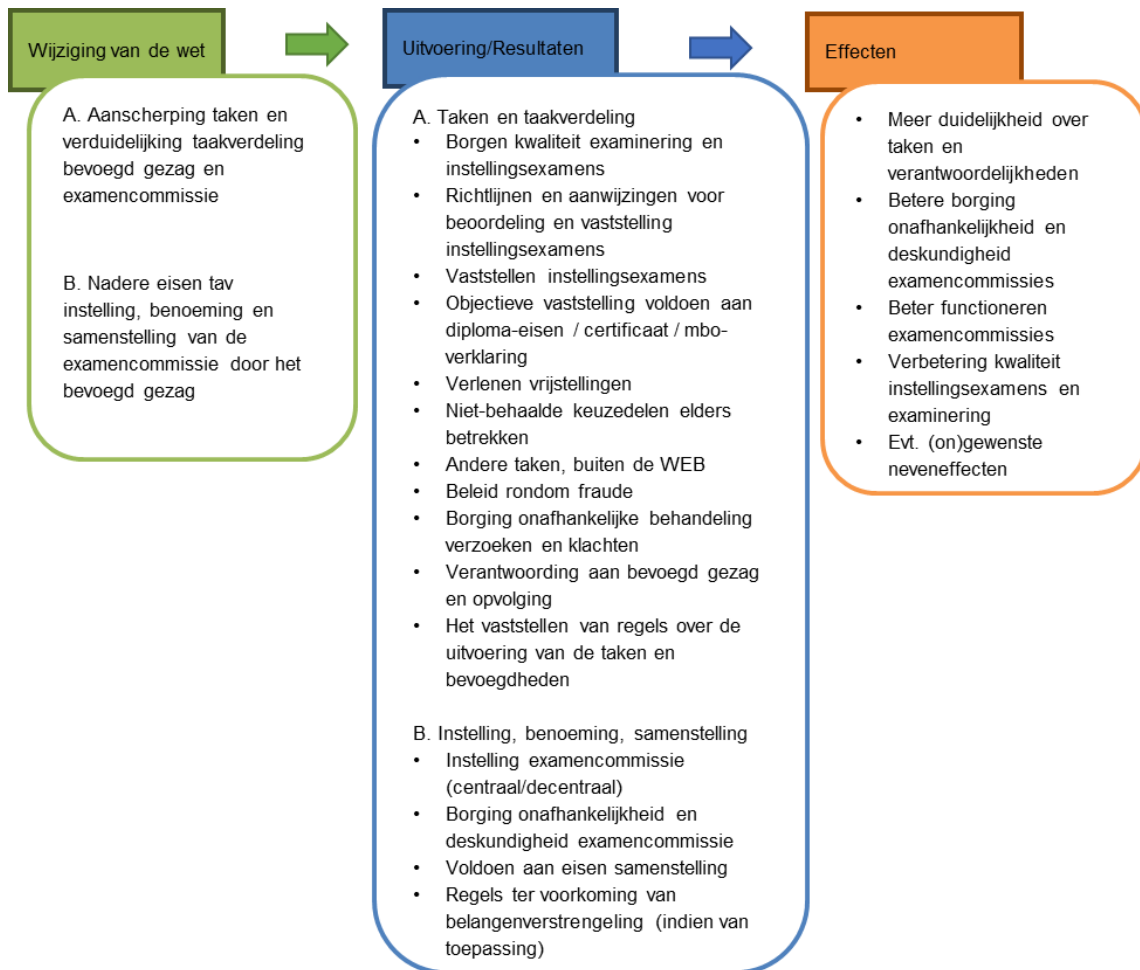 Wijziging van de wet
A. Aanscherping taken en
verduidelijking taakverdeling
bevoegd gezag en
examencommissie
B. Nadere eisen tav
instelling, benoeming en
samenstelling van de
examencommissie door het
bevoegd gezag
Uitvoering/Resultaten
A. Taken en taakverdeling
• Borgen kwaliteit examinering en
instellingsexamens
• Richtlijnen en aanwijzingen voor
beoordeling en vaststelling
instellingsexamens
• Vaststellen instellingsexamens
• Objectieve vaststelling voldoen aan
diploma-eisen / certificaat / mbo-
verklaring
• Verlenen vrijstellingen
• Niet-behaalde keuzedelen elders
betrekken
• Andere taken, buiten de WEB
• Beleid rondom fraude
• Borging onafhankelijke behandeling
verzoeken en klachten
• Verantwoording aan bevoegd gezag
en opvolging
• Het vaststellen van regels over de
uitvoering van de taken en
bevoegdheden
B. Instelling, benoeming, samenstelling
• Instelling examencommissie
(centraal/decentraal)
• Borging onafhankelijkheid en
deskundigheid examencommissie
• Voldoen aan eisen samenstelling
• Regels ter voorkoming van
belangenverstrengeling (indien van
toepassing)
Effecten
• Meer duidelijkheid over
taken en
verantwoordelijkheden
• Betere borging
onafhankelijkheid en
deskundigheid
examencommissies
• Beter functioneren
examencommissies
• Verbetering kwaliteit
instellingsexamens en
examinering
• Evt. (on)gewenste
neveneffecten